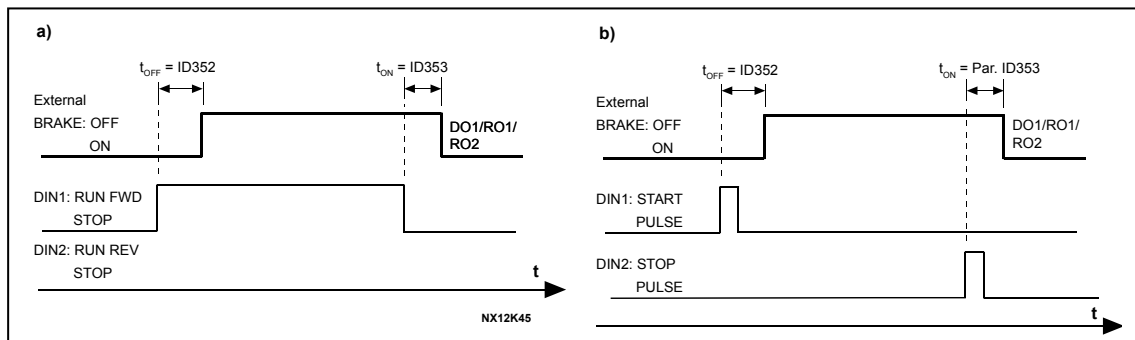 a)
tOFF = ID352
tON = ID353
External
BRAKE: OFF
ON
DO1/RO1/
RO2
DIN1: RUN FWD
STOP
DIN2: RUN REV
STOP
t
NX12K45
b)
tOFF = ID352
tON = Par. ID353
External
BRAKE: OFF
ON
DO1/RO1/
RO2
DIN1: START
PULSE
DIN2: STOP
PULSE
t